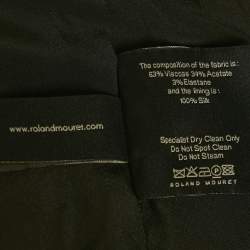 www.rolandmouret.com
The composition of the fabric is:
63% Viscose 34% Acetate
3% Elastane
and the lining is:
100% Silk
Specialist Dry Clean Only
Do Not Spot Clean
Do Not Steam
ROLAND MOURET